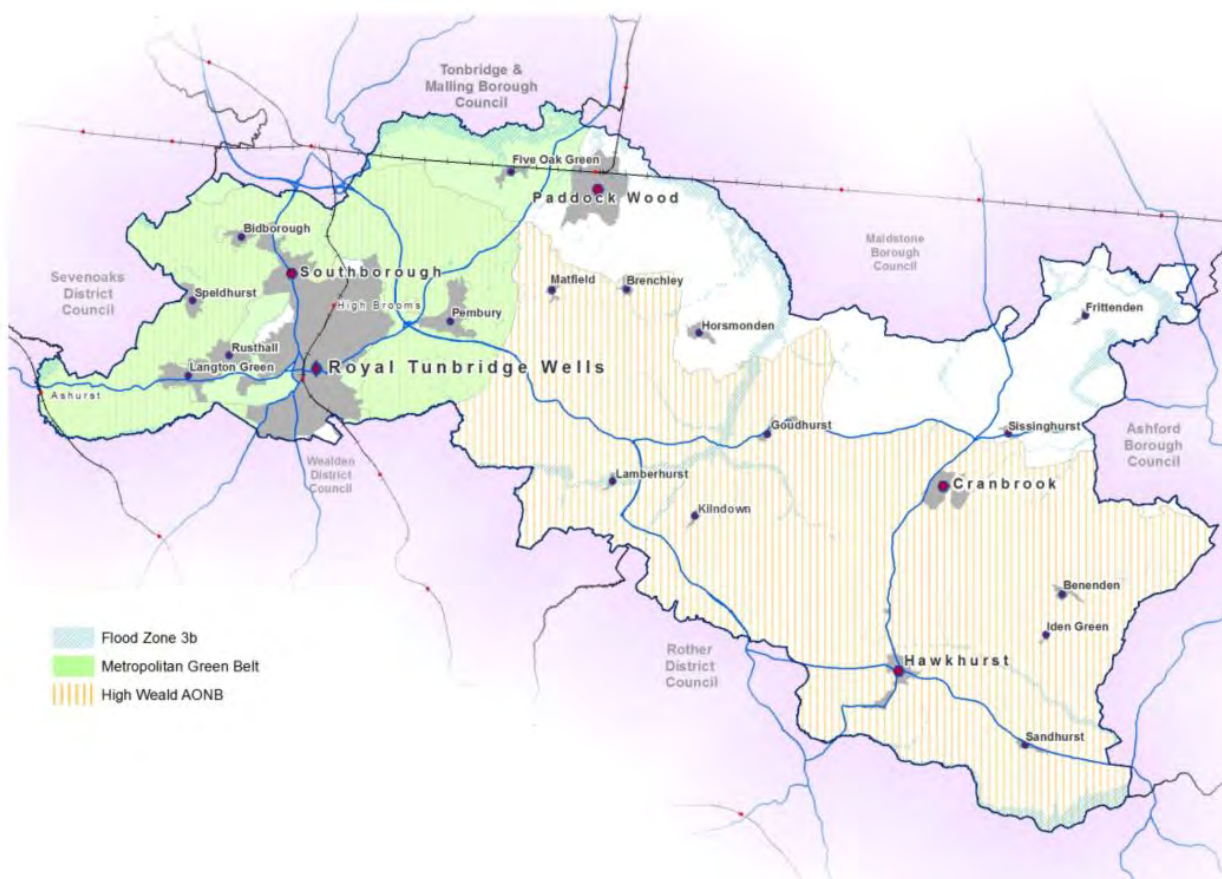 Tonbridge &
Malling Borough
Council
Five Oak Green
Paddock Wood
Bidborough
Maidstone
Borough
Council
Sevenoaks
District
Council
Southborough
Speldhurst
High Brooms
Matfield
Brenchley
Pembury
Frittenden
Horsmonden
Rusthall
Langton Green
Royal Tunbridge Wells
Ashurst
Goudhurst
Sissinghurst
Ashford
Borough
Council
Wealden
District
Council
Lamberhurst
Cranbrook
Kilndown
Benenden
Iden Green
Flood Zone 3b
Metropolitan Green Belt
High Weald AONB
Rother
District
Council
Hawkhurst
Sandhurst